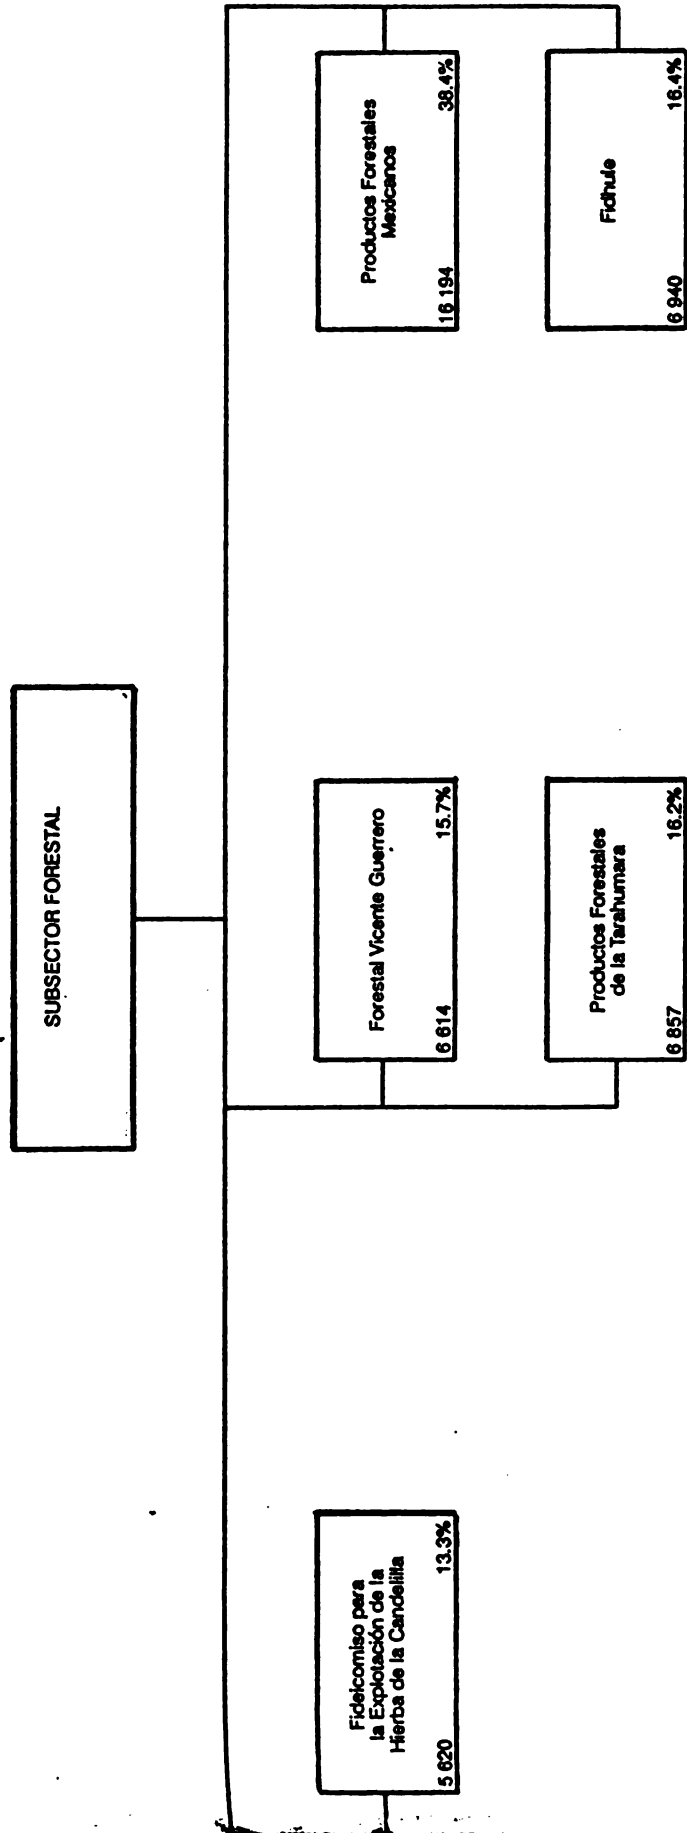 SUBSECTOR FORESTAL
Fideicomiso para
la Explotación de la
Hierba de la Candelilla
5 620 13.3%
Forestal Vicente Guerrero
6 614 15.7%
Productos Forestales
Mexicanos
16 194 38.4%
Productos Forestales
de la Tarahumara
6 857 16.2%
Fidhule
6 940 16.4%